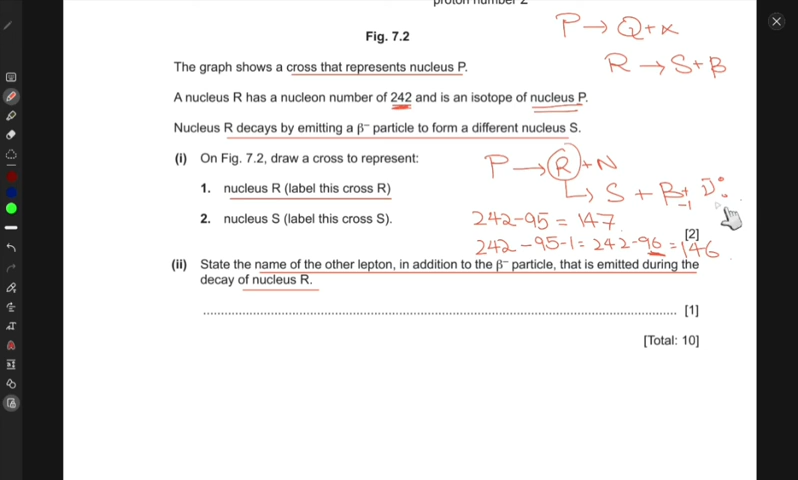 proton number Z
Fig. 7.2
P → Q + α
The graph shows a cross that represents nucleus P.
R → S + β
A nucleus R has a nucleon number of 242 and is an isotope of nucleus P.
Nucleus R decays by emitting a β⁻ particle to form a different nucleus S.
(i) On Fig. 7.2, draw a cross to represent:
P → R + N
1. nucleus R (label this cross R)
↳ S + β + ν̄
-1
2. nucleus S (label this cross S).
242-95 = 147
[2]
242-95-1 = 242-96 = 146
(ii) State the name of the other lepton, in addition to the β⁻ particle, that is emitted during the
decay of nucleus R.
[1]
[Total: 10]